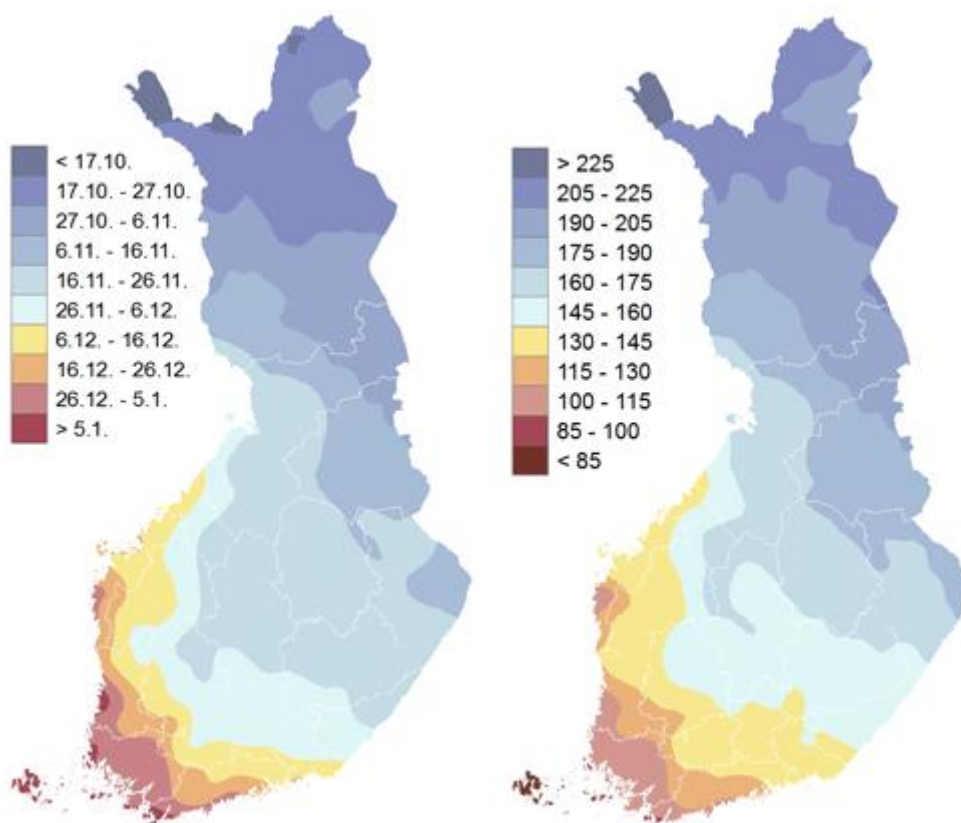 < 17.10.
17.10. - 27.10.
27.10. - 6.11.
6.11. - 16.11.
16.11. - 26.11.
26.11. - 6.12.
6.12. - 16.12.
16.12. - 26.12.
26.12. - 5.1.
> 5.1.
> 225
205 - 225
190 - 205
175 - 190
160 - 175
145 - 160
130 - 145
115 - 130
100 - 115
85 - 100
< 85